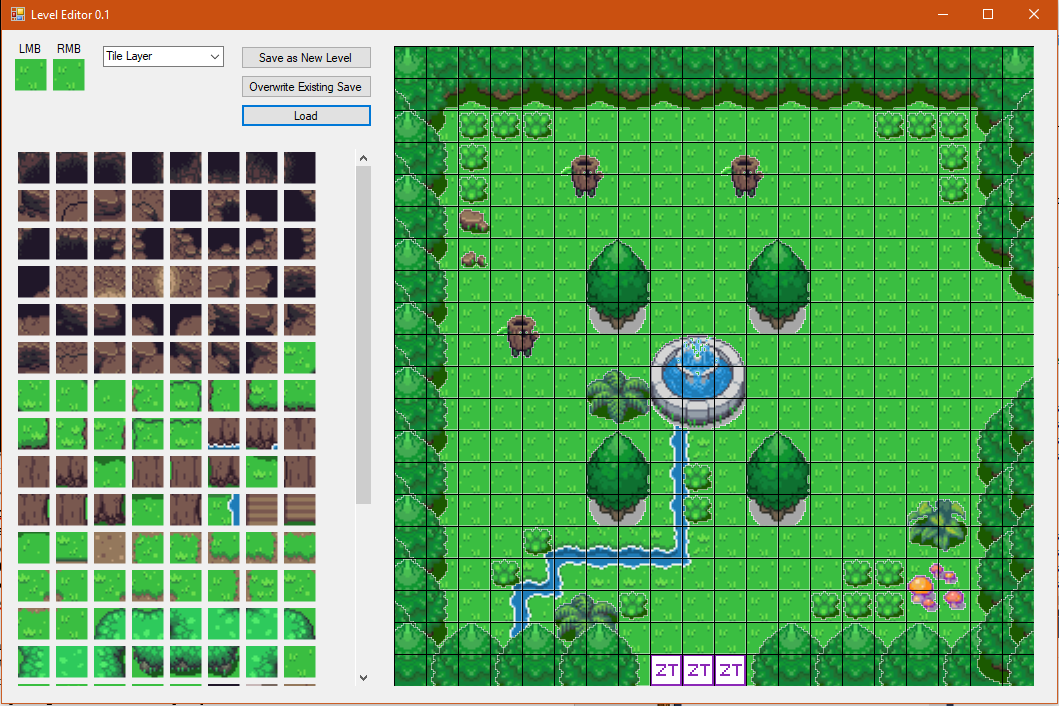 Level Editor 0.1
LMB RMB
Tile Layer
Save as New Level
Overwrite Existing Save
Load
ZT ZT ZT